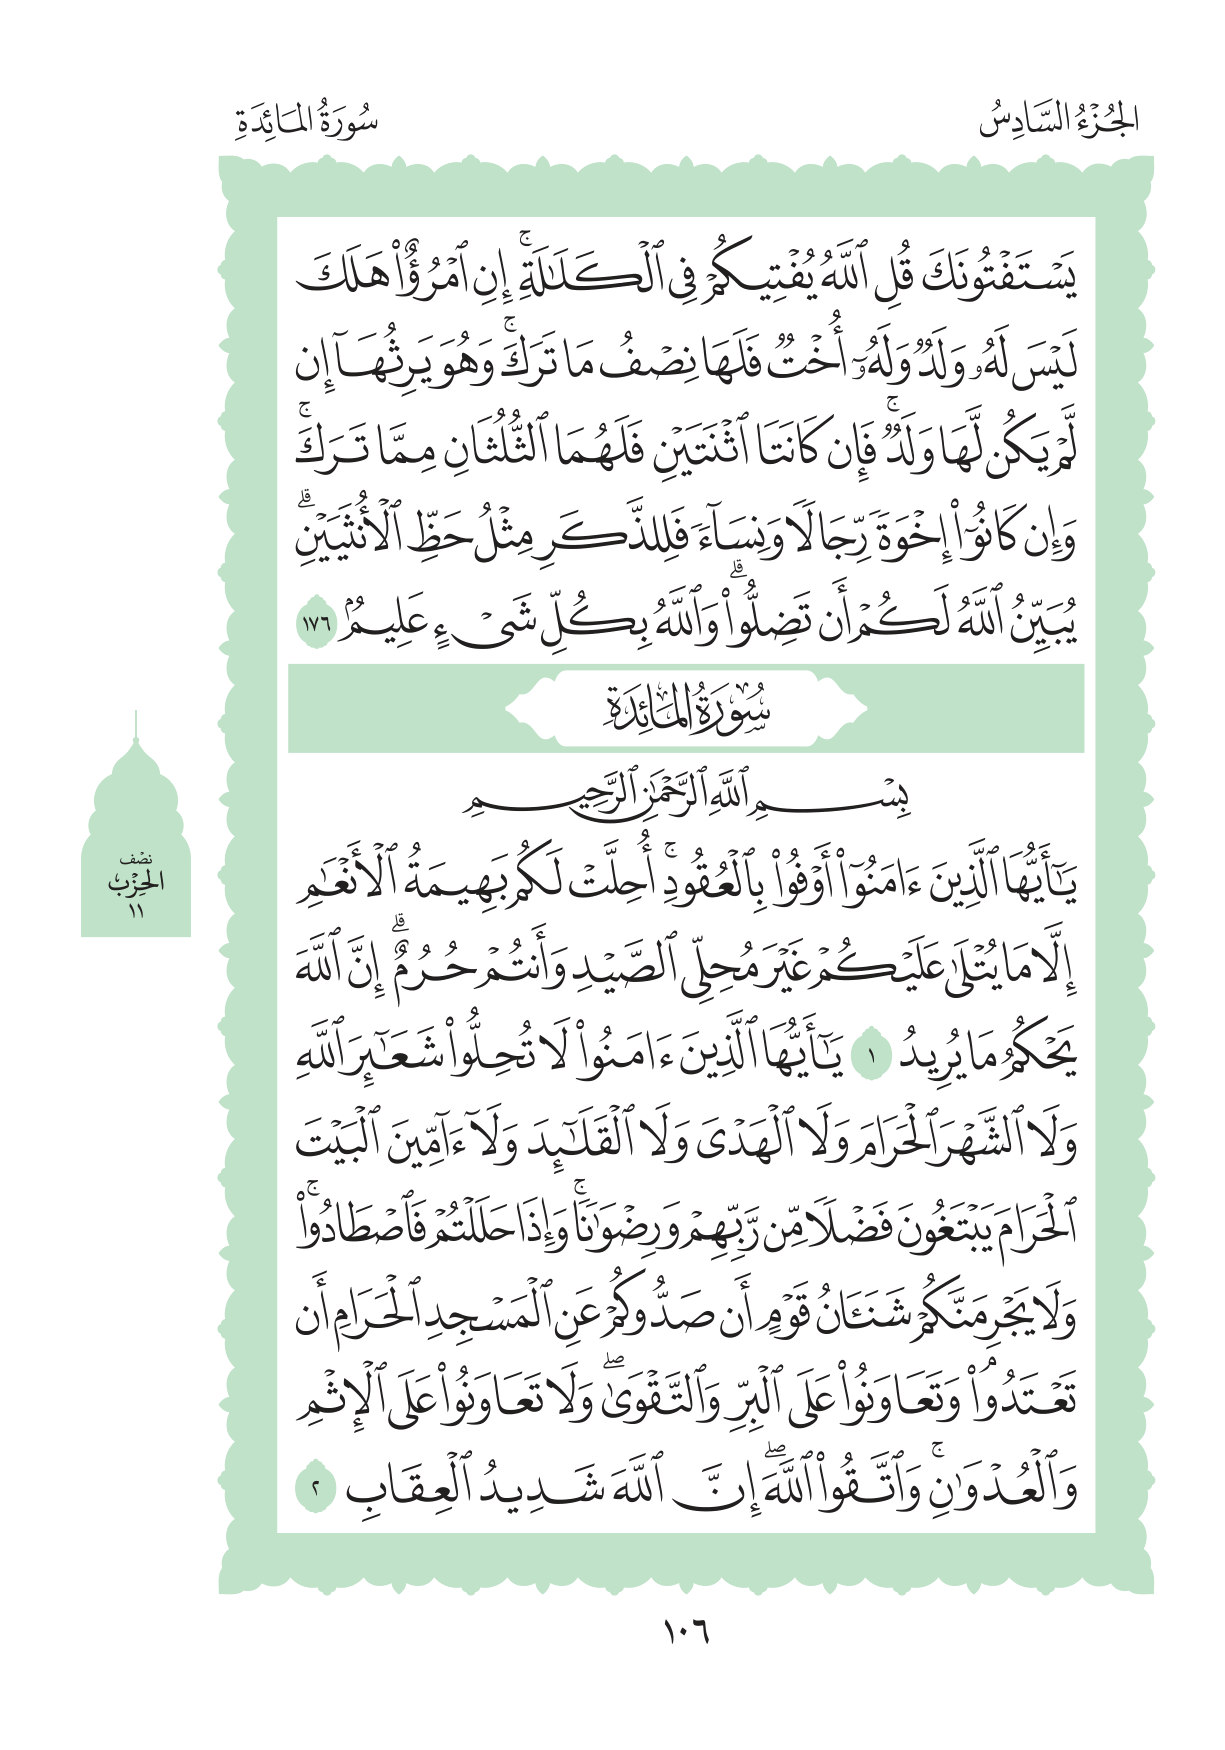 الجُزْءُ السَّادِسُ
سُورَةُ المَائِدَةِ
يَسۡتَفۡتُونَكَ قُلِ ٱللَّهُ يُفۡتِيكُمۡ فِي ٱلۡكَلَٰلَةِۚ إِنِ ٱمۡرُؤٌاْ هَلَكَ
لَيۡسَ لَهُۥ وَلَدٞ وَلَهُۥٓ أُخۡتٞ فَلَهَا نِصۡفُ مَا تَرَكَۚ وَهُوَ يَرِثُهَآ إِن
لَّمۡ يَكُن لَّهَا وَلَدٞۚ فَإِن كَانَتَا ٱثۡنَتَيۡنِ فَلَهُمَا ٱلثُّلُثَانِ مِمَّا تَرَكَۚ
وَإِن كَانُوٓاْ إِخۡوَةٗ رِّجَالٗا وَنِسَآءٗ فَلِلذَّكَرِ مِثۡلُ حَظِّ ٱلۡأُنثَيَيۡنِۗ
يُبَيِّنُ ٱللَّهُ لَكُمۡ أَن تَضِلُّواْۗ وَٱللَّهُ بِكُلِّ شَيۡءٍ عَلِيمُۢ ١٧٦
سُورَةُ المَائِدَةِ
بِسۡمِ ٱللَّهِ ٱلرَّحۡمَٰنِ ٱلرَّحِيمِ
يَٰٓأَيُّهَا ٱلَّذِينَ ءَامَنُوٓاْ أَوۡفُواْ بِٱلۡعُقُودِۚ أُحِلَّتۡ لَكُم بَهِيمَةُ ٱلۡأَنۡعَٰمِ
إِلَّا مَا يُتۡلَىٰ عَلَيۡكُمۡ غَيۡرَ مُحِلِّي ٱلصَّيۡدِ وَأَنتُمۡ حُرُمٌۗ إِنَّ ٱللَّهَ
يَحۡكُمُ مَا يُرِيدُ ١ يَٰٓأَيُّهَا ٱلَّذِينَ ءَامَنُواْ لَا تُحِلُّواْ شَعَٰٓئِرَ ٱللَّهِ
وَلَا ٱلشَّهۡرَ ٱلۡحَرَامَ وَلَا ٱلۡهَدۡيَ وَلَا ٱلۡقَلَٰٓئِدَ وَلَآ ءَآمِّينَ ٱلۡبَيۡتَ
ٱلۡحَرَامَ يَبۡتَغُونَ فَضۡلٗا مِّن رَّبِّهِمۡ وَرِضۡوَٰنٗاۚ وَإِذَا حَلَلۡتُمۡ فَٱصۡطَادُواْۚ
وَلَا يَجۡرِمَنَّكُمۡ شَنَـَٔانُ قَوۡمٍ أَن صَدُّوكُمۡ عَنِ ٱلۡمَسۡجِدِ ٱلۡحَرَامِ أَن
تَعۡتَدُواْۘ وَتَعَاوَنُواْ عَلَى ٱلۡبِرِّ وَٱلتَّقۡوَىٰۖ وَلَا تَعَاوَنُواْ عَلَى ٱلۡإِثۡمِ
وَٱلۡعُدۡوَٰنِۚ وَٱتَّقُواْ ٱللَّهَۖ إِنَّ ٱللَّهَ شَدِيدُ ٱلۡعِقَابِ ٢
نصْف
الحِزْب
١١
١٠٦